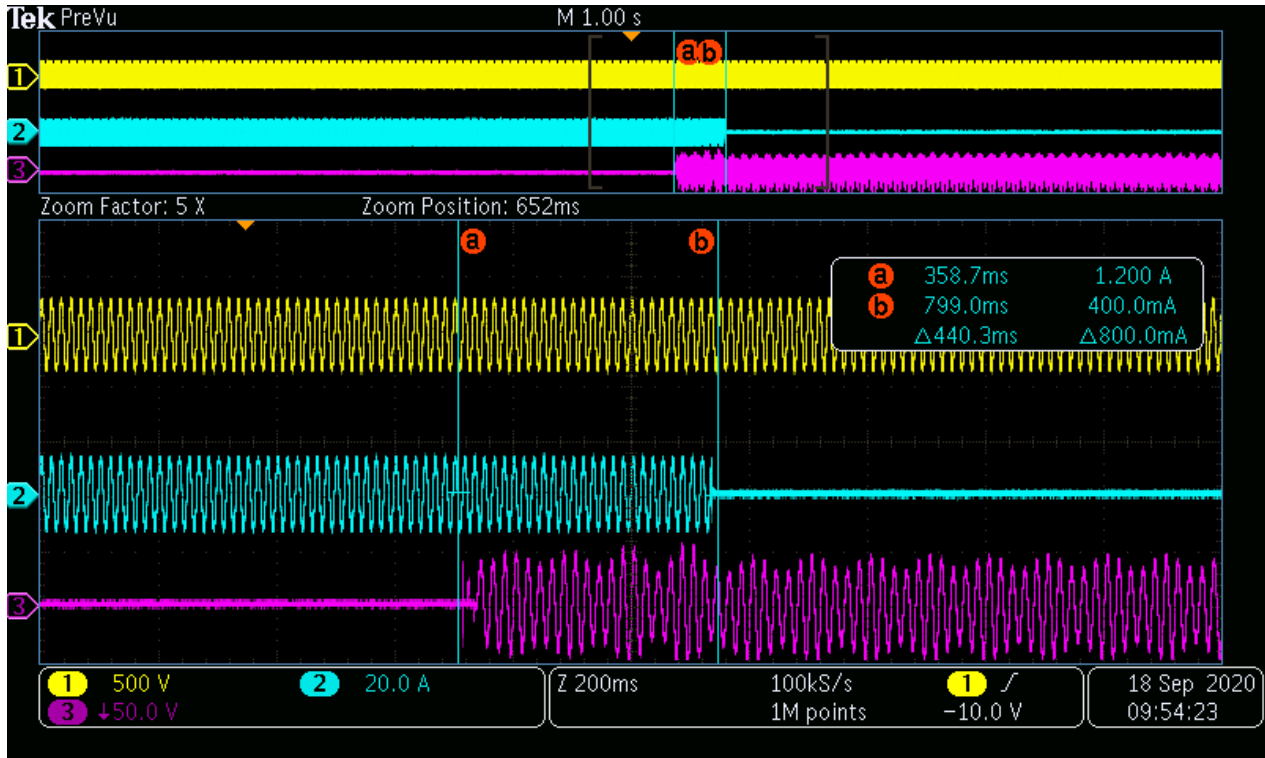 Tek PreVu M 1.00 s
a b
1
2
3
Zoom Factor: 5 X Zoom Position: 652ms
a b
a 358.7ms 1.200 A
b 799.0ms 400.0mA
△440.3ms △800.0mA
1
2
3
1 500 V 2 20.0 A Z 200ms 100kS/s 1 18 Sep 2020
3 ↓50.0 V 1M points −10.0 V 09:54:23